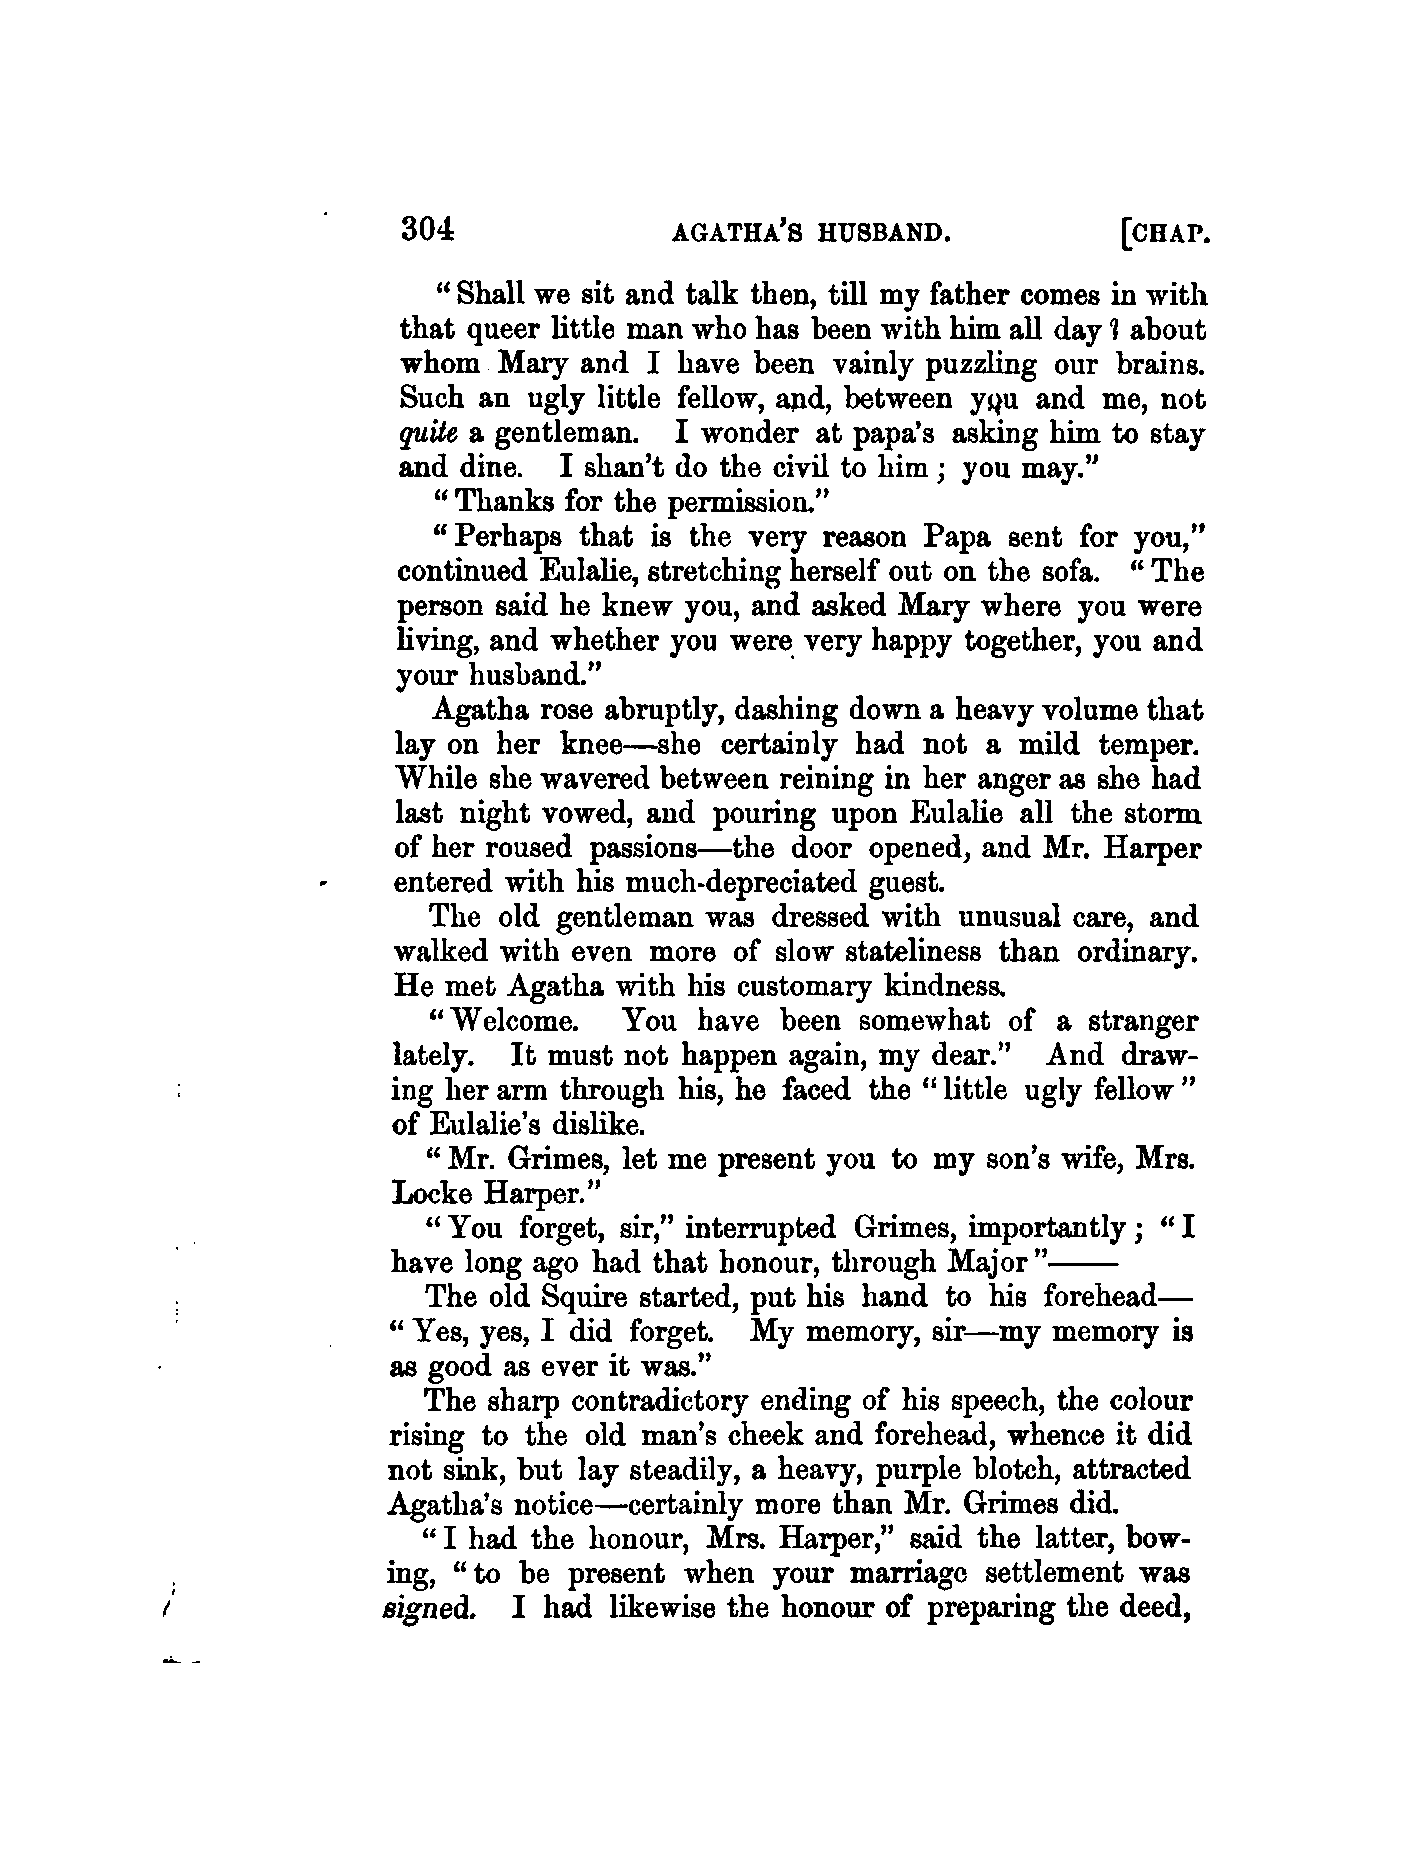 304 AGATHA'S HUSBAND. [CHAP.
“Shall we sit and talk then, till my father comes in with
that queer little man who has been with him all day? about
whom Mary and I have been vainly puzzling our brains.
Such an ugly little fellow, and, between you and me, not
quite a gentleman. I wonder at papa's asking him to stay
and dine. I shan't do the civil to him; you may.”
“Thanks for the permission.”
“Perhaps that is the very reason Papa sent for you,”
continued Eulalie, stretching herself out on the sofa. “The
person said he knew you, and asked Mary where you were
living, and whether you were very happy together, you and
your husband.”
Agatha rose abruptly, dashing down a heavy volume that
lay on her knee—she certainly had not a mild temper.
While she wavered between reining in her anger as she had
last night vowed, and pouring upon Eulalie all the storm
of her roused passions—the door opened, and Mr. Harper
entered with his much-depreciated guest.
The old gentleman was dressed with unusual care, and
walked with even more of slow stateliness than ordinary.
He met Agatha with his customary kindness.
“Welcome. You have been somewhat of a stranger
lately. It must not happen again, my dear.” And draw-
ing her arm through his, he faced the “little ugly fellow”
of Eulalie's dislike.
“Mr. Grimes, let me present you to my son's wife, Mrs.
Locke Harper.”
“You forget, sir,” interrupted Grimes, importantly; “I
have long ago had that honour, through Major”——
The old Squire started, put his hand to his forehead—
“Yes, yes, I did forget. My memory, sir—my memory is
as good as ever it was.”
The sharp contradictory ending of his speech, the colour
rising to the old man's cheek and forehead, whence it did
not sink, but lay steadily, a heavy, purple blotch, attracted
Agatha's notice—certainly more than Mr. Grimes did.
“I had the honour, Mrs. Harper,” said the latter, bow-
ing, “to be present when your marriage settlement was
signed. I had likewise the honour of preparing the deed,